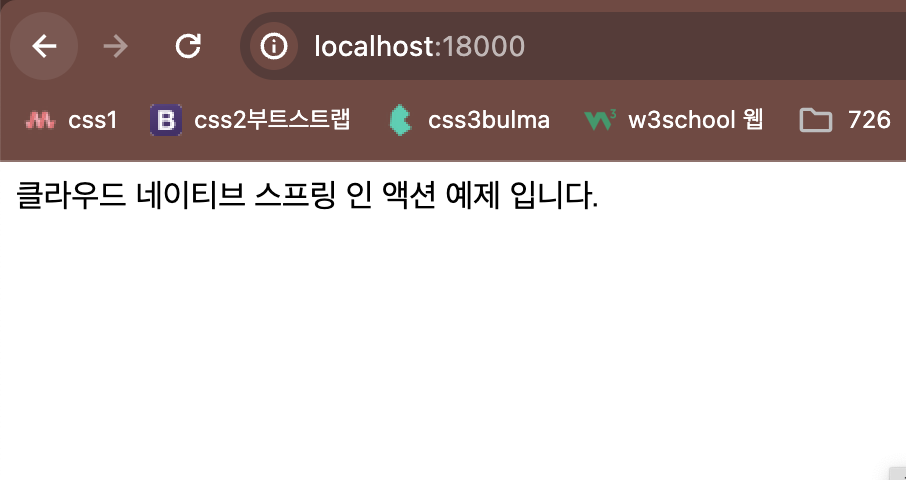 localhost:18000
css1 B css2부트스트랩 css3bulma W3 w3school 웹 726
클라우드 네이티브 스프링 인 액션 예제 입니다.